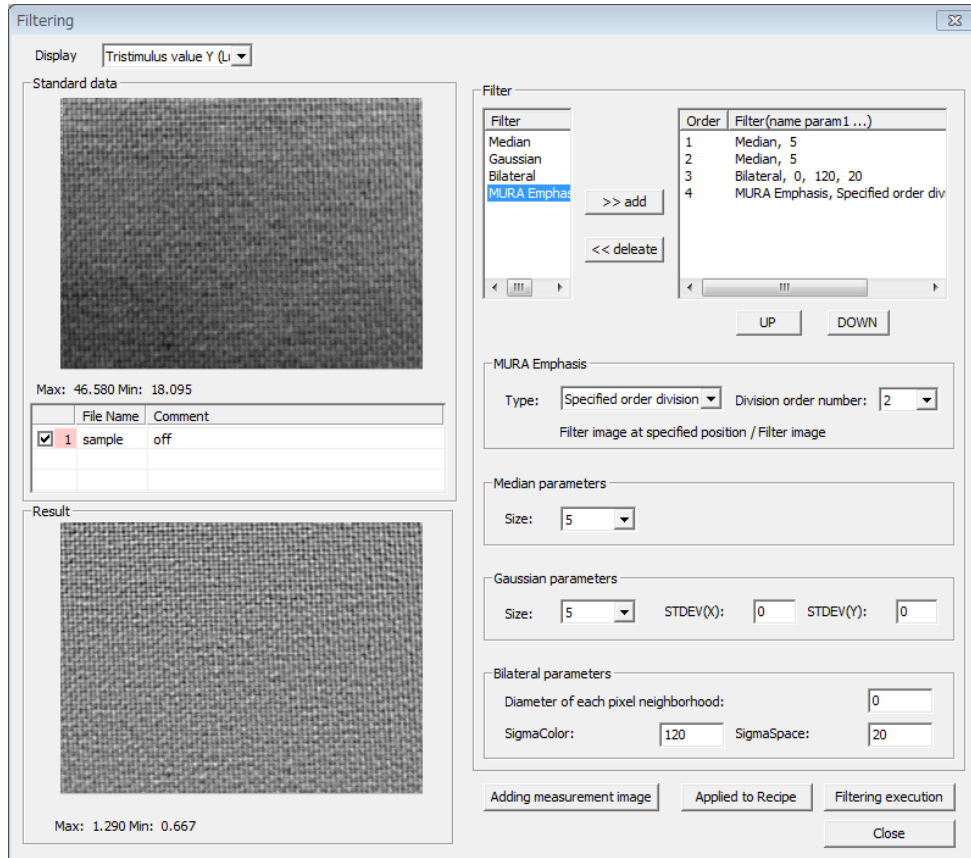 Filtering
Display Tristimulus value Y (Lu
Standard data
Max: 46.580 Min: 18.095
File Name Comment
1 sample off
Result
Max: 1.290 Min: 0.667
Filter
Filter
Median
Gaussian
Bilateral
MURA Emphas
>> add
<< deleate
Order Filter(name param1 ...)
1 Median, 5
2 Median, 5
3 Bilateral, 0, 120, 20
4 MURA Emphasis, Specified order divi
UP DOWN
MURA Emphasis
Type: Specified order division Division order number: 2
Filter image at specified position / Filter image
Median parameters
Size: 5
Gaussian parameters
Size: 5 STDEV(X): 0 STDEV(Y): 0
Bilateral parameters
Diameter of each pixel neighborhood: 0
SigmaColor: 120 SigmaSpace: 20
Adding measurement image Applied to Recipe Filtering execution
Close